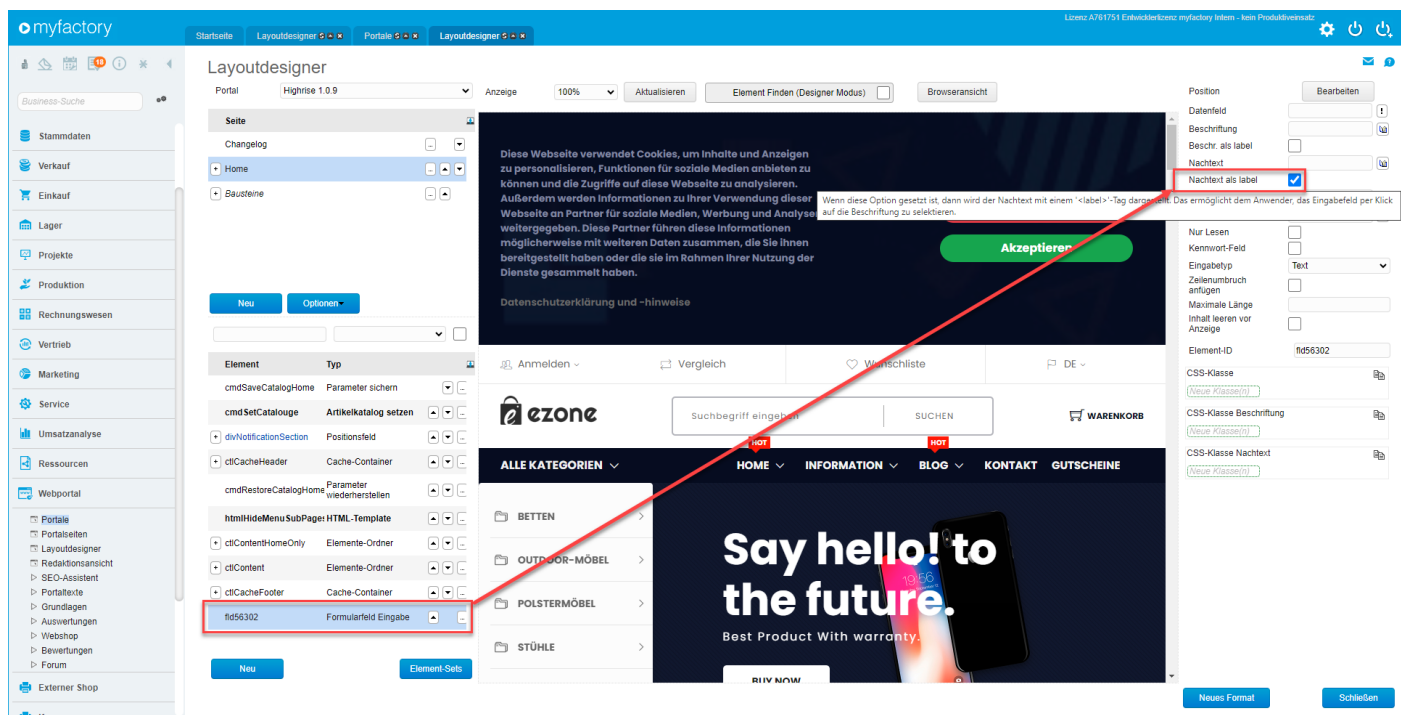 Lizenz A761751 Entwicklerlizenz myfactory Intern - kein Produktiveinsatz
myfactory
Startseite
Layoutdesigner
Portale
Layoutdesigner
18
Business-Suche
Stammdaten
Verkauf
Einkauf
Lager
Projekte
Produktion
Rechnungswesen
Vertrieb
Marketing
Service
Umsatzanalyse
Ressourcen
Webportal
Portale
Portalseiten
Layoutdesigner
Redaktionsansicht
SEO-Assistent
Portaltexte
Grundlagen
Auswertungen
Webshop
Bewertungen
Forum
Externer Shop
Layoutdesigner
Portal Highrise 1.0.9
Anzeige 100% Aktualisieren Element Finden (Designer Modus) Browseransicht
Seite
Changelog
Home
Bausteine
Neu Optionen
Element Typ
cmdSaveCatalogHome Parameter sichern
cmdSetCatalouge Artikelkatalog setzen
divNotificationSection Positionsfeld
ctlCacheHeader Cache-Container
cmdRestoreCatalogHome Parameter
wiederherstellen
htmlHideMenuSubPage: HTML-Template
ctlContentHomeOnly Elemente-Ordner
ctlContent Elemente-Ordner
ctlCacheFooter Cache-Container
fld56302 Formularfeld Eingabe
Neu Element-Sets
Diese Webseite verwendet Cookies, um Inhalte und Anzeigen
zu personalisieren, Funktionen für soziale Medien anbieten zu
können und die Zugriffe auf diese Webseite zu analysieren.
Außerdem werden Informationen zu Ihrer Verwendung dieser
Webseite an Partner für soziale Medien, Werbung und Analysen
weitergegeben. Diese Partner führen diese Informationen
möglicherweise mit weiteren Daten zusammen, die Sie ihnen
bereitgestellt haben oder die sie im Rahmen Ihrer Nutzung der
Dienste gesammelt haben.
Datenschutzerklärung und -hinweise
Akzeptieren
Anmelden Vergleich Wunschliste DE
ezone
Suchbegriff eingeben SUCHEN
WARENKORB
HOT HOT
ALLE KATEGORIEN HOME INFORMATION BLOG KONTAKT GUTSCHEINE
BETTEN
OUTDOOR-MÖBEL
POLSTERMÖBEL
STÜHLE
Say hello! to
the future.
19:56
Best Product With warranty.
BUY NOW
Position Bearbeiten
Datenfeld
Beschriftung
Beschr. als label
Nachtext
Nachtext als label
Wenn diese Option gesetzt ist, dann wird der Nachtext mit einem '<label>'-Tag dargestellt. Das ermöglicht dem Anwender, das Eingabefeld per Klick
auf die Beschriftung zu selektieren.
Nur Lesen
Kennwort-Feld
Eingabetyp Text
Zeilenumbruch
anfügen
Maximale Länge
Inhalt leeren vor
Anzeige
Element-ID fld56302
CSS-Klasse
(Neue Klasse(n))
CSS-Klasse Beschriftung
(Neue Klasse(n))
CSS-Klasse Nachtext
(Neue Klasse(n))
Neues Format Schließen